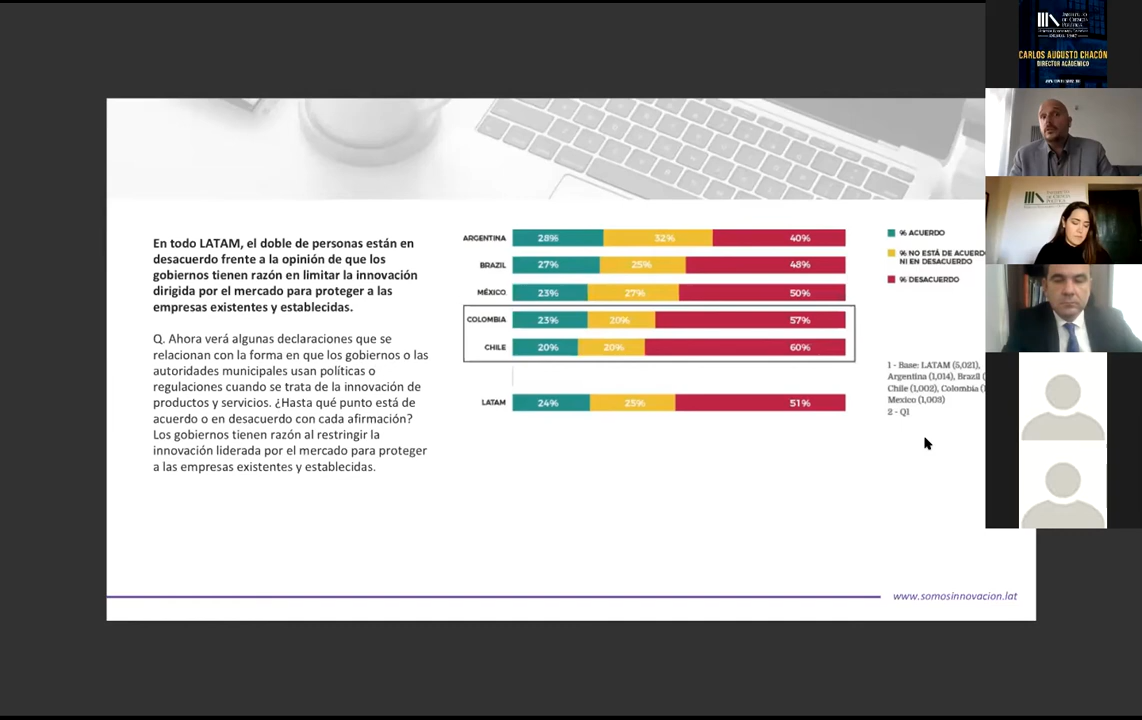 INSTITUTO
DE CIENCIA
POLÍTICA
CARLOS AUGUSTO CHACÓN
DIRECTOR ACADÉMICO
En todo LATAM, el doble de personas están en
desacuerdo frente a la opinión de que los
gobiernos tienen razón en limitar la innovación
dirigida por el mercado para proteger a las
empresas existentes y establecidas.
Q. Ahora verá algunas declaraciones que se
relacionan con la forma en que los gobiernos o las
autoridades municipales usan políticas o
regulaciones cuando se trata de la innovación de
productos y servicios. ¿Hasta qué punto está de
acuerdo o en desacuerdo con cada afirmación?
Los gobiernos tienen razón al restringir la
innovación liderada por el mercado para proteger
a las empresas existentes y establecidas.
ARGENTINA 28% 32% 40%
BRAZIL 27% 25% 48%
MÉXICO 23% 27% 50%
COLOMBIA 23% 20% 57%
CHILE 20% 20% 60%
LATAM 24% 25% 51%
% ACUERDO
% NO ESTÁ DE ACUERDO
NI EN DESACUERDO
% DESACUERDO
1 - Base: LATAM (5,021),
Argentina (1,014), Brazil (
Chile (1,002), Colombia (
Mexico (1,003)
2 - Q1
www.somosinnovacion.lat